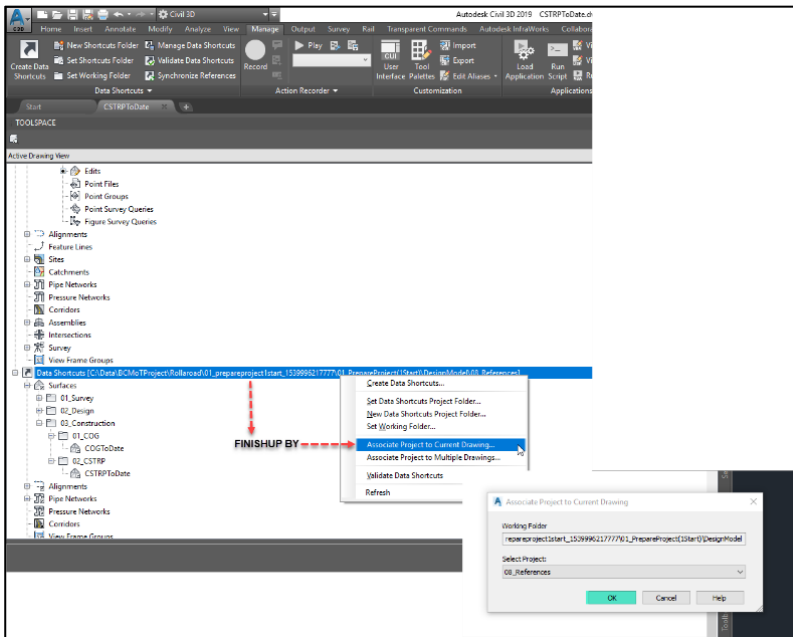 Civil 3D
Autodesk Civil 3D 2019 CSTRPToDate.dw
C3D
Home Insert Annotate Modify Analyze View Manage Output Survey Rail Transparent Commands Autodesk InfraWorks Collabora
New Shortcuts Folder Manage Data Shortcuts
Set Shortcuts Folder Validate Data Shortcuts
Set Working Folder Synchronize References
Create Data Shortcuts
Record
Play
CUI
User Interface
Tool Palettes
Import
Export
Edit Aliases
Load Application
Run Script
Data Shortcuts Action Recorder Customization Applications
Start CSTRPToDate
TOOLSPACE
Active Drawing View
Edits
Point Files
Point Groups
Point Survey Queries
Figure Survey Queries
Alignments
Feature Lines
Sites
Catchments
Pipe Networks
Pressure Networks
Corridors
Assemblies
Intersections
Survey
View Frame Groups
Data Shortcuts [C:\Data\BCMoTProject\Rollaroad\01_prepareproject1start_1539996217777\01_PrepareProject(1Start)\DesignModel\08_References]
Surfaces
01_Survey
02_Design
03_Construction
01_COG
COGToDate
02_CSTRP
CSTRPToDate
Alignments
Pipe Networks
Pressure Networks
Corridors
View Frame Groups
FINISHUP BY
Create Data Shortcuts...
Set Data Shortcuts Project Folder...
New Data Shortcuts Project Folder...
Set Working Folder...
Associate Project to Current Drawing...
Associate Project to Multiple Drawings...
Validate Data Shortcuts
Refresh
Associate Project to Current Drawing
Working Folder
repareproject1start_1539996217777\01_PrepareProject(1Start)\DesignModel
Select Project:
08_References
OK Cancel Help